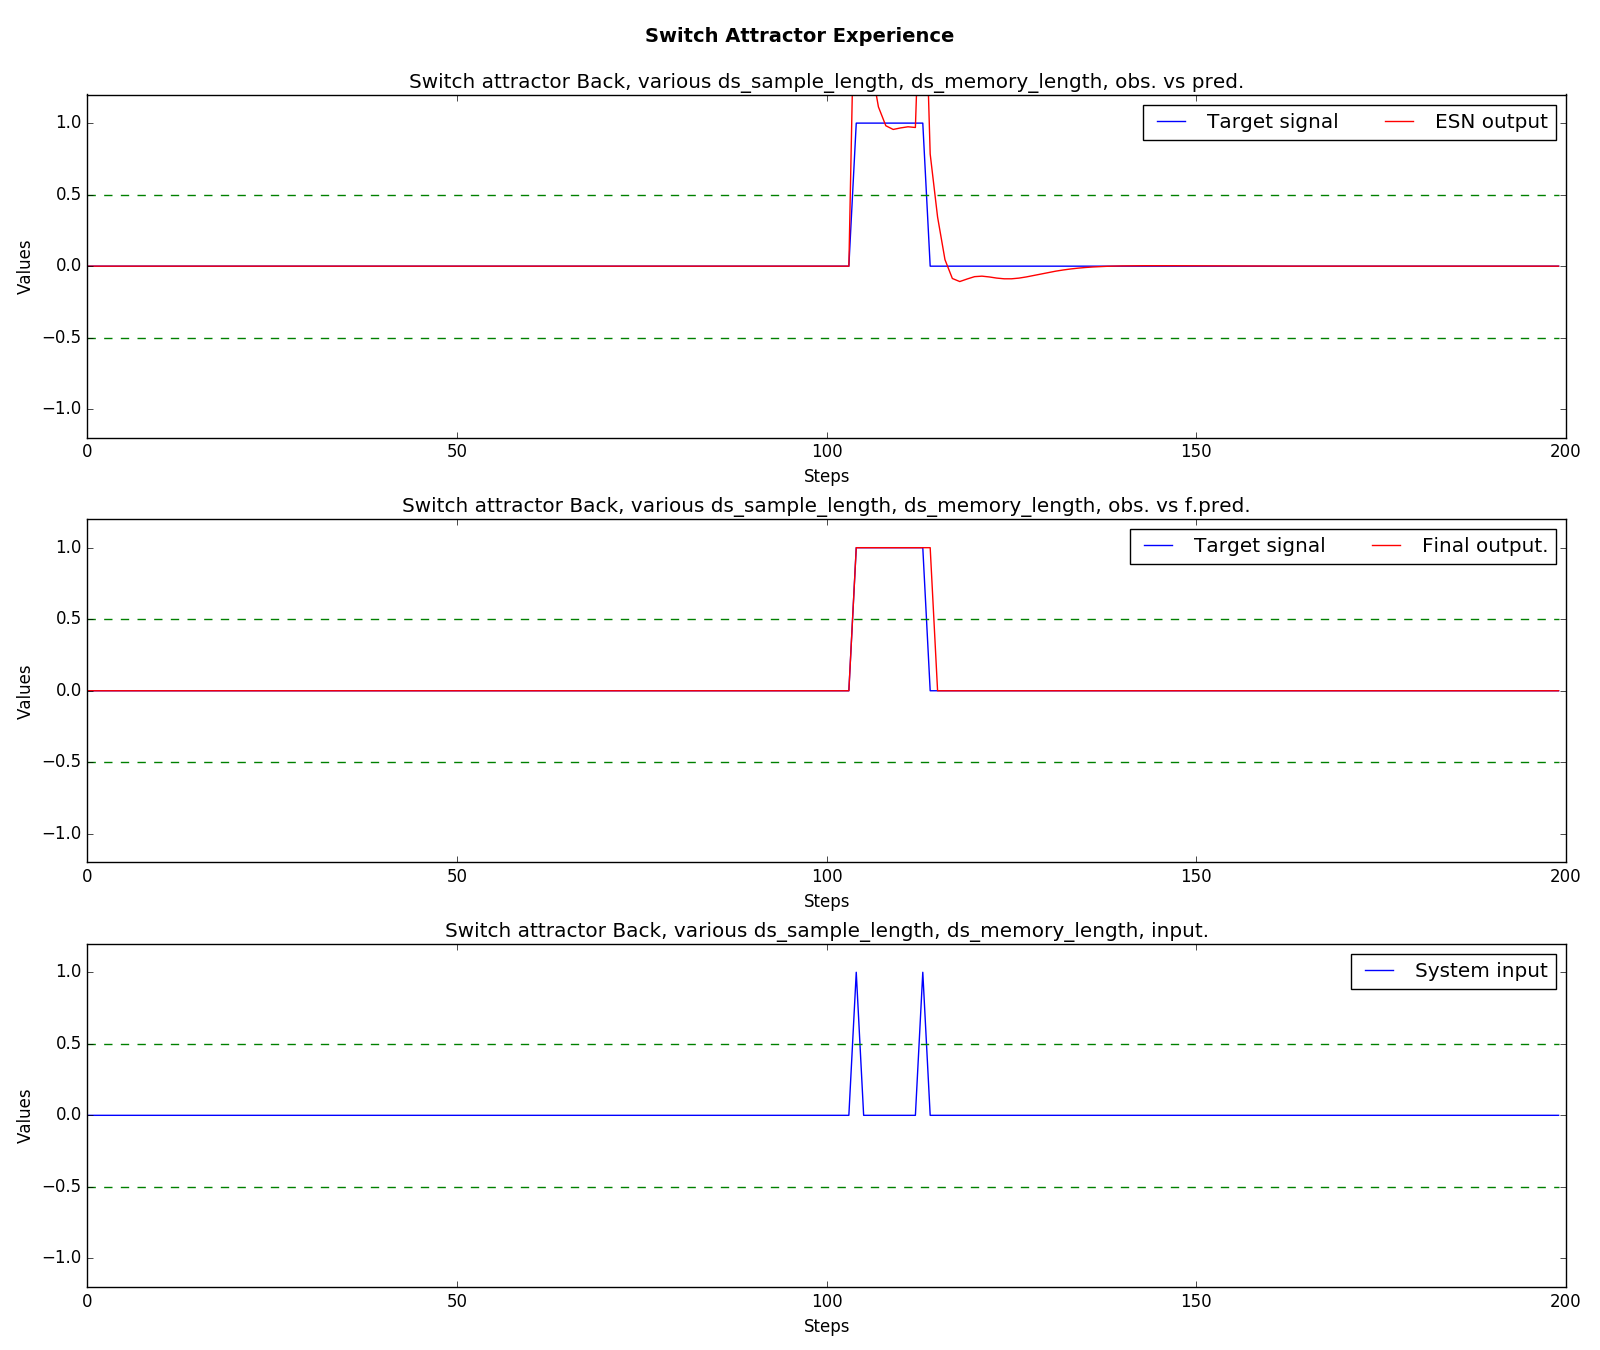 Switch Attractor Experience
Switch attractor Back, various ds_sample_length, ds_memory_length, obs. vs pred.
Target signal ESN output
1.0
0.5
0.0
−0.5
−1.0
Values
0 50 100 150 200
Steps
Switch attractor Back, various ds_sample_length, ds_memory_length, obs. vs f.pred.
Target signal Final output.
1.0
0.5
0.0
−0.5
−1.0
Values
0 50 100 150 200
Steps
Switch attractor Back, various ds_sample_length, ds_memory_length, input.
System input
1.0
0.5
0.0
−0.5
−1.0
Values
0 50 100 150 200
Steps